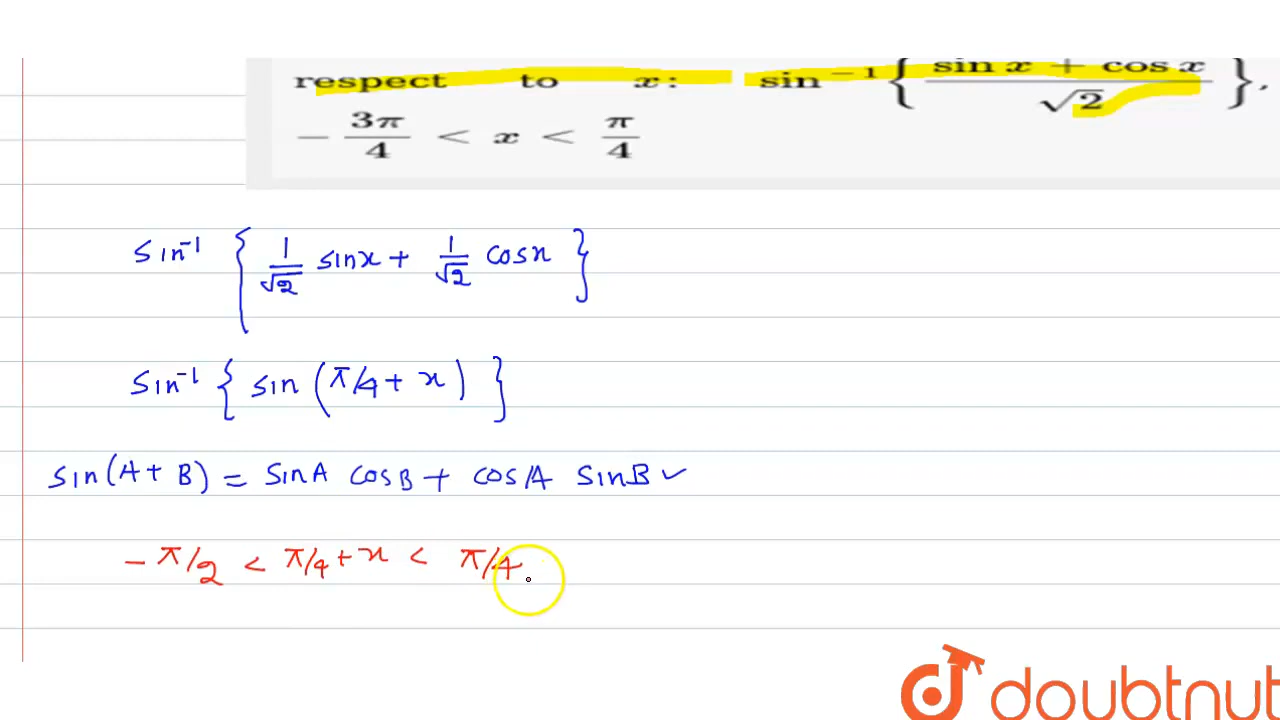 respect to x: sin⁻¹ { (sin x + cos x) / √2 },
− 3π/4 < x < π/4
sin⁻¹ { 1/√2 sinx + 1/√2 cosx }
sin⁻¹ { sin (π/4 + x) }
sin(A + B) = sinA cosB + cosA sinB ✓
− π/2 < π/4 + x < π/4
doubtnut